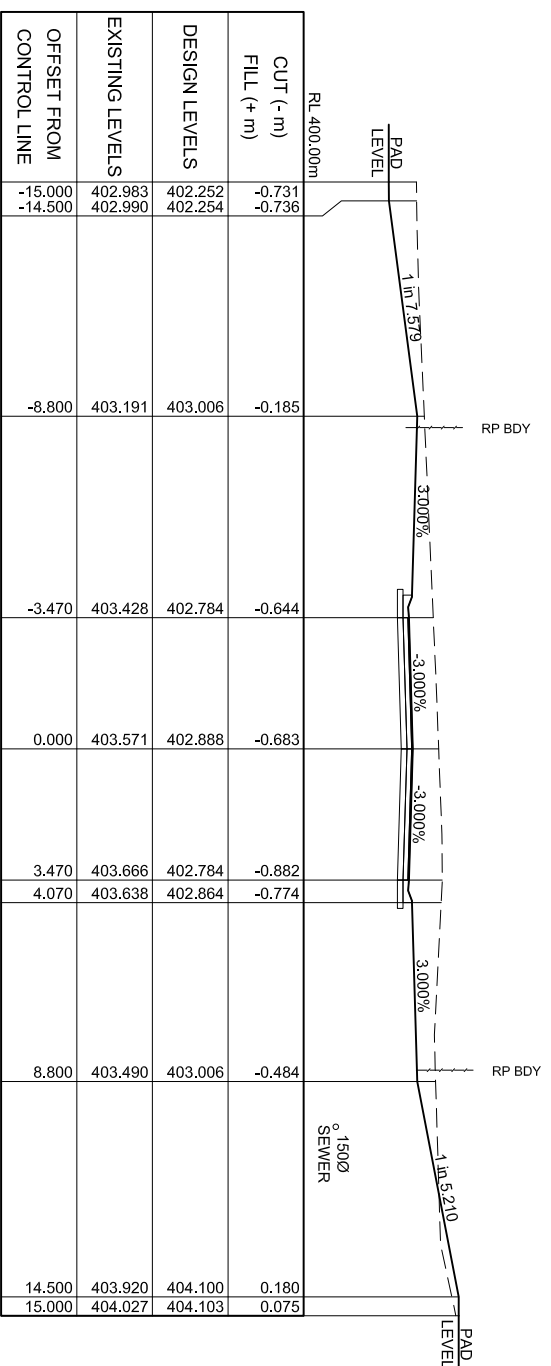 PAD
LEVEL
1 in 7.579
RP BDY
3.000%
-3.000%
-3.000%
3.000%
RP BDY
1 in 5.210
PAD
LEVEL
150Ø
SEWER
RL 400.00m
CUT (- m)
FILL (+ m)
-0.731
-0.736
-0.185
-0.644
-0.683
-0.882
-0.774
-0.484
0.180
0.075
DESIGN LEVELS
402.252
402.254
403.006
402.784
402.888
402.784
402.864
403.006
404.100
404.103
EXISTING LEVELS
402.983
402.990
403.191
403.428
403.571
403.666
403.638
403.490
403.920
404.027
OFFSET FROM
CONTROL LINE
-15.000
-14.500
-8.800
-3.470
0.000
3.470
4.070
8.800
14.500
15.000